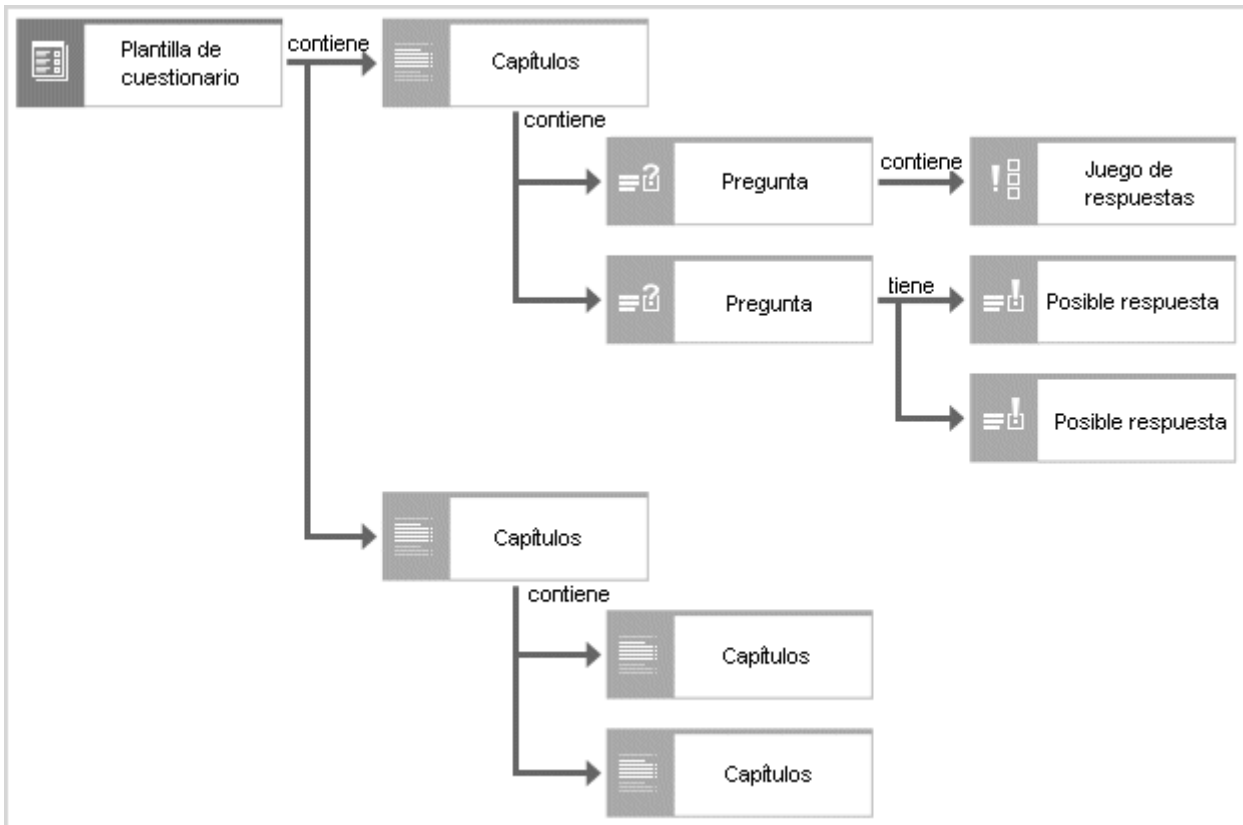 Plantilla de
cuestionario
contiene
Capítulos
contiene
Pregunta
contiene
Juego de
respuestas
Pregunta
tiene
Posible respuesta
Posible respuesta
Capítulos
contiene
Capítulos
Capítulos